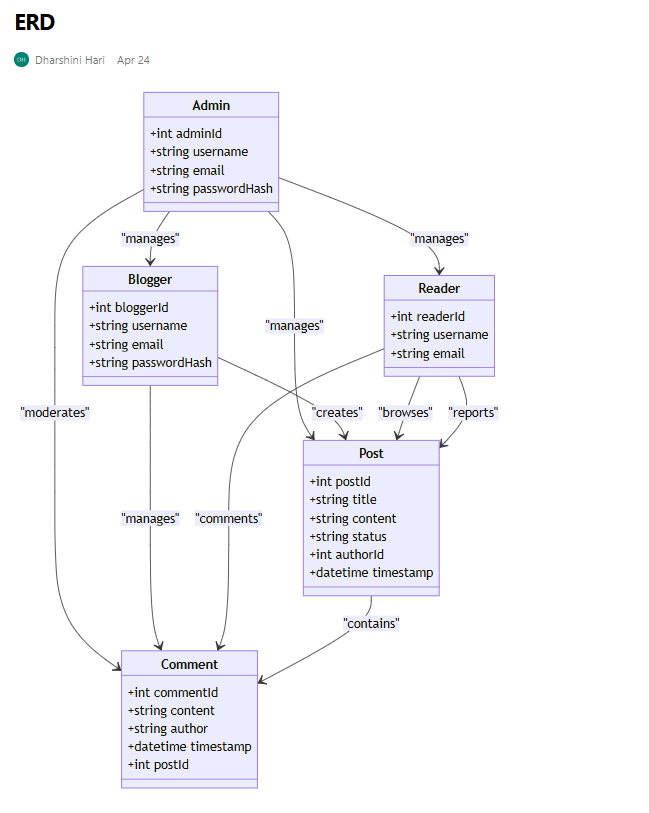 ERD
DH Dharshini Hari Apr 24
Admin
+int adminId
+string username
+string email
+string passwordHash
"manages"
"manages"
Blogger
+int bloggerId
+string username
+string email
+string passwordHash
Reader
+int readerId
+string username
+string email
"manages"
"moderates"
"creates"
"browses"
"reports"
Post
+int postId
+string title
+string content
+string status
+int authorId
+datetime timestamp
"manages"
"comments"
"contains"
Comment
+int commentId
+string content
+string author
+datetime timestamp
+int postId